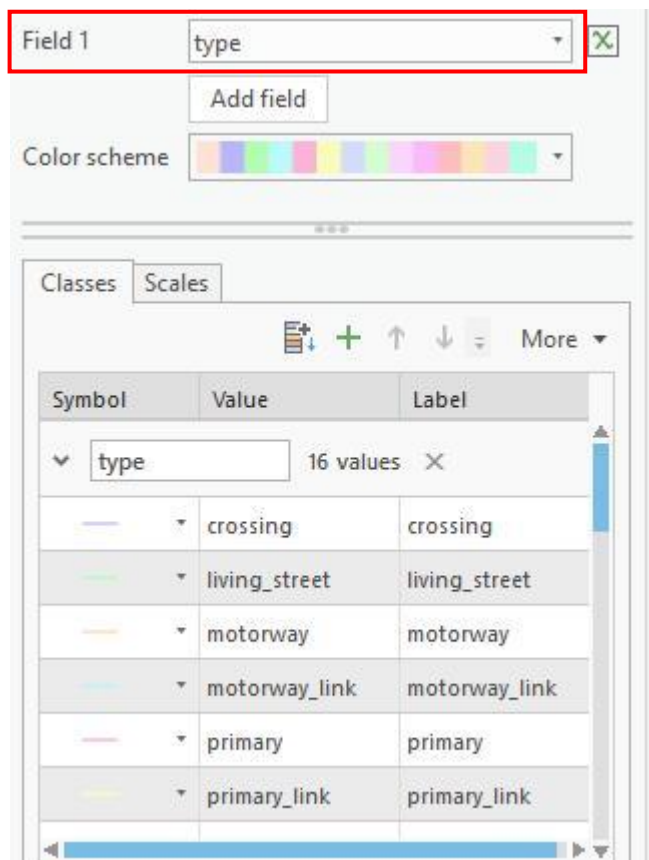 Field 1 type
Add field
Color scheme
Classes Scales
More
Symbol Value Label
type 16 values
crossing crossing
living_street living_street
motorway motorway
motorway_link motorway_link
primary primary
primary_link primary_link